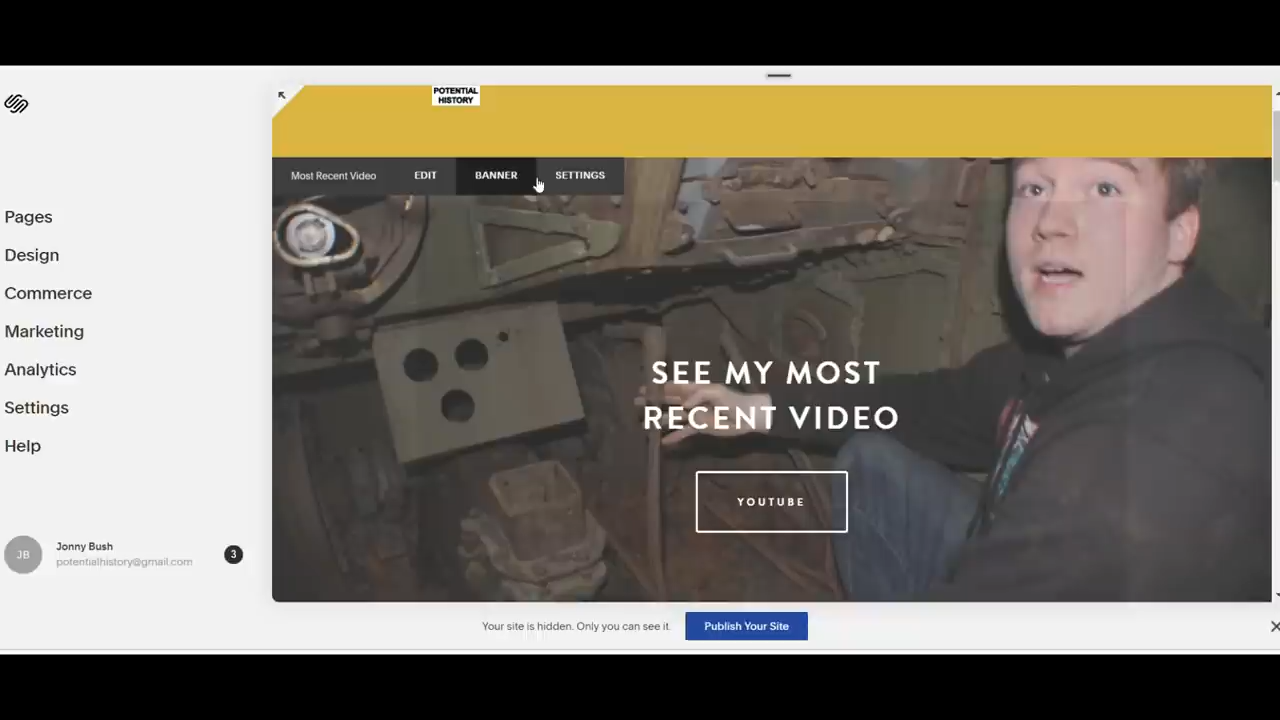 POTENTIAL
HISTORY
Most Recent Video EDIT BANNER SETTINGS
Pages
Design
Commerce
Marketing
Analytics
Settings
Help
SEE MY MOST
RECENT VIDEO
YOUTUBE
JB
Jonny Bush
potentialhistory@gmail.com
3
Your site is hidden. Only you can see it. Publish Your Site